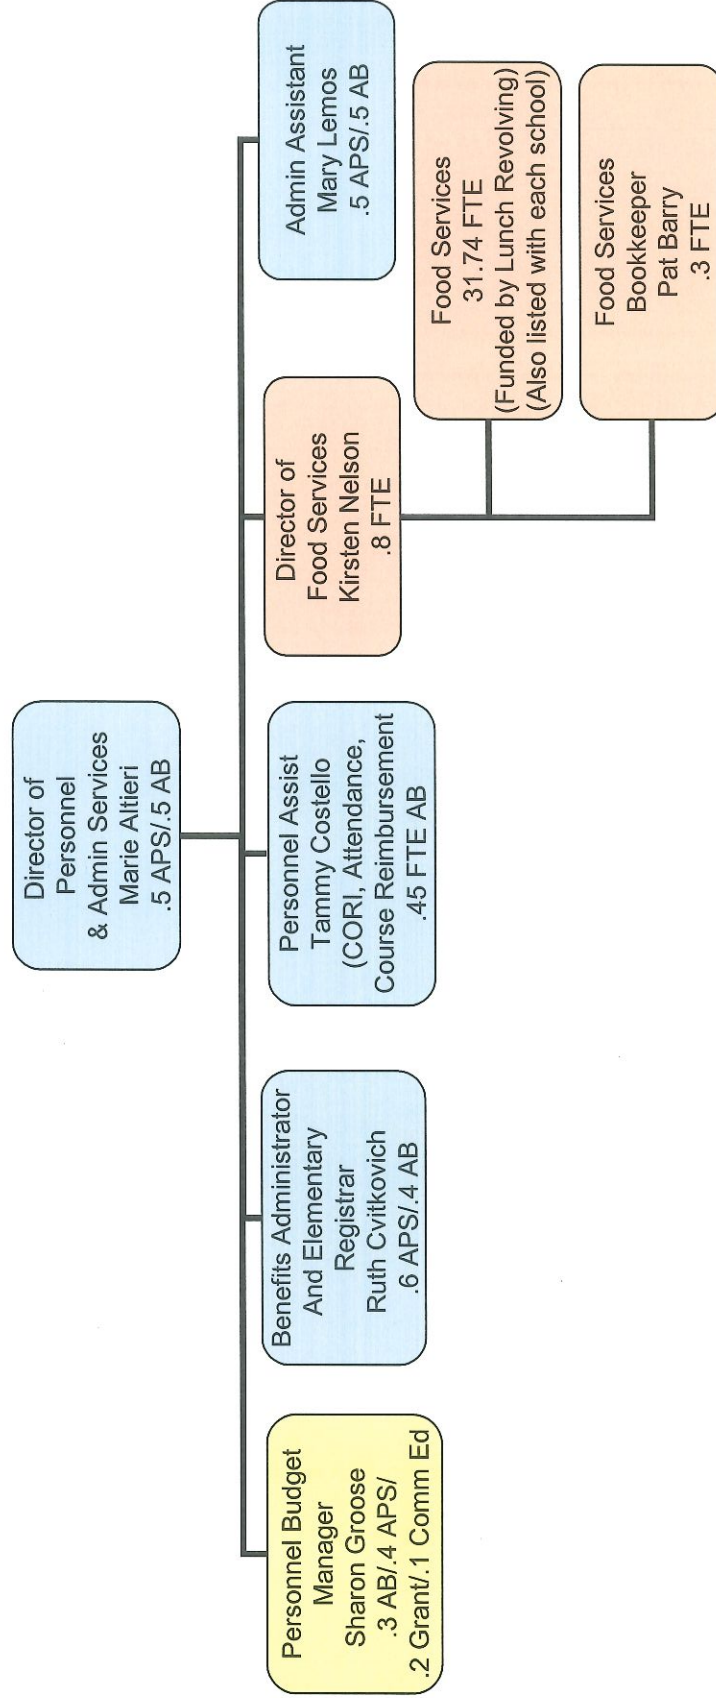 Director of
Personnel
& Admin Services
Marie Altieri
.5 APS/.5 AB
Personnel Budget
Manager
Sharon Groose
.3 AB/.4 APS/
.2 Grant/.1 Comm Ed
Benefits Administrator
And Elementary
Registrar
Ruth Cvitkovich
.6 APS/.4 AB
Personnel Assist
Tammy Costello
(CORI, Attendance,
Course Reimbursement
.45 FTE AB
Director of
Food Services
Kirsten Nelson
.8 FTE
Admin Assistant
Mary Lemos
.5 APS/.5 AB
Food Services
31.74 FTE
(Funded by Lunch Revolving)
(Also listed with each school)
Food Services
Bookkeeper
Pat Barry
.3 FTE